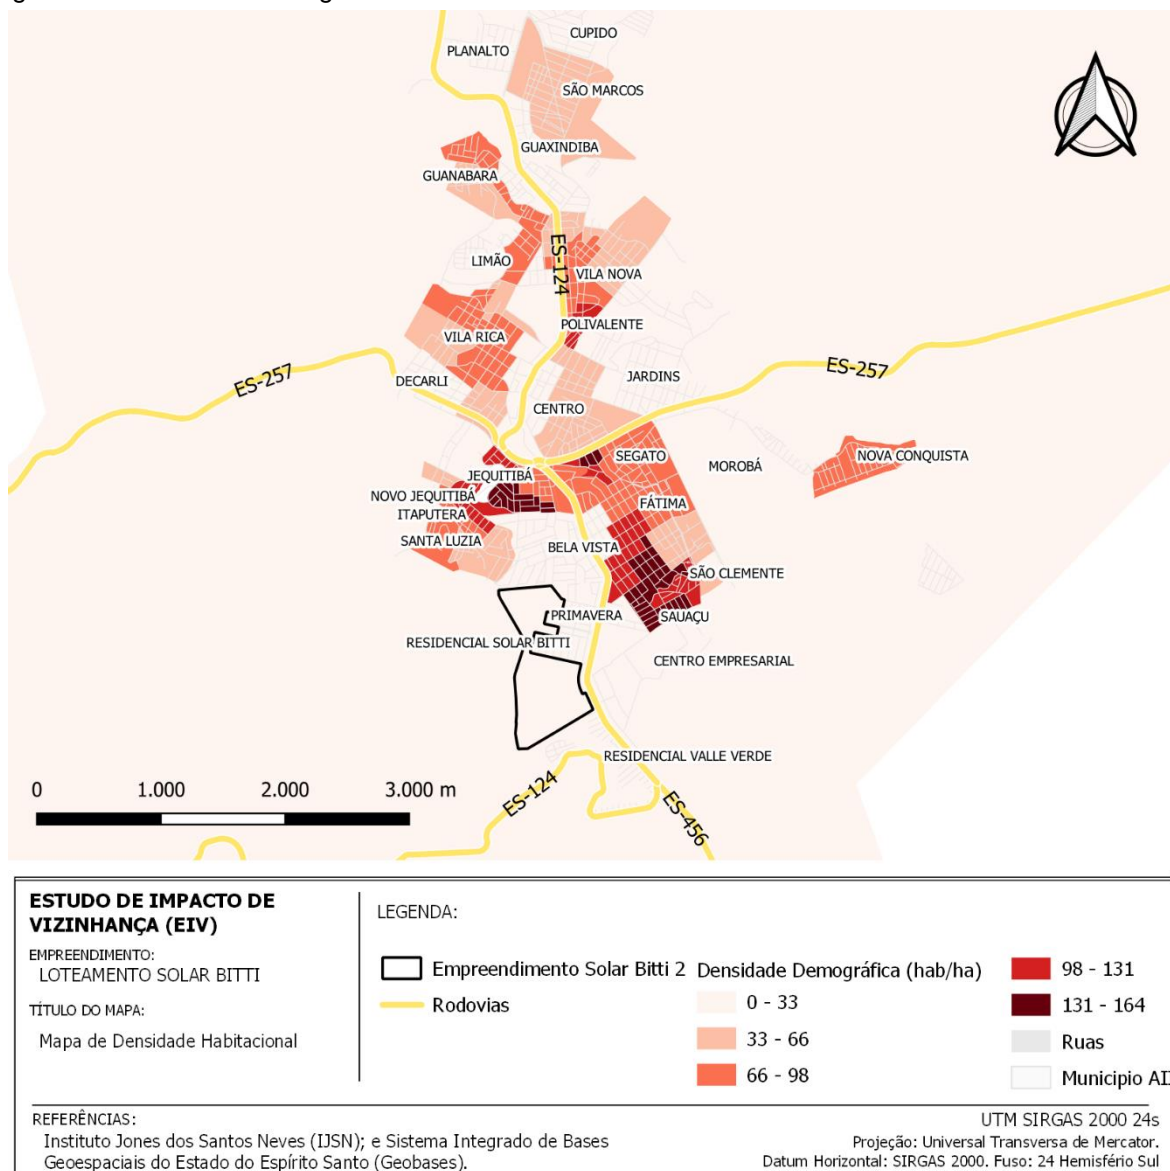 CUPIDO
PLANALTO
SÃO MARCOS
GUAXINDIBA
GUANABARA
ES-124
LIMÃO
VILA NOVA
POLIVALENTE
VILA RICA
ES-257
ES-257
DECARLI
JARDINS
CENTRO
SEGATO
NOVA CONQUISTA
MOROBÁ
JEQUITIBÁ
NOVO JEQUITIBÁ
FÁTIMA
ITAPUTERA
SANTA LUZIA
BELA VISTA
SÃO CLEMENTE
PRIMAVERA
SAUAÇU
RESIDENCIAL SOLAR BITTI
CENTRO EMPRESARIAL
RESIDENCIAL VALLE VERDE
ES-124
ES-456
0 1.000 2.000 3.000 m
ESTUDO DE IMPACTO DE
VIZINHANÇA (EIV)
EMPREENDIMENTO:
LOTEAMENTO SOLAR BITTI
TÍTULO DO MAPA:
Mapa de Densidade Habitacional
LEGENDA:
Empreendimento Solar Bitti 2
Rodovias
Densidade Demográfica (hab/ha)
0 - 33
33 - 66
66 - 98
98 - 131
131 - 164
Ruas
Municipio
REFERÊNCIAS:
Instituto Jones dos Santos Neves (IJSN); e Sistema Integrado de Bases
Geoespaciais do Estado do Espírito Santo (Geobases).
UTM SIRGAS 2000 24s
Projeção: Universal Transversa de Mercator.
Datum Horizontal: SIRGAS 2000. Fuso: 24 Hemisfério Sul